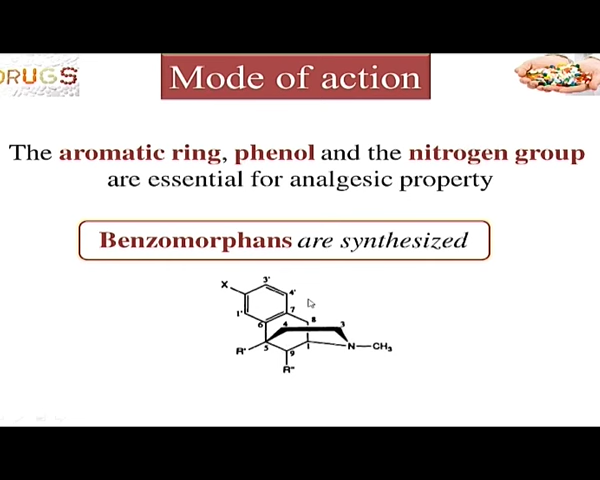 DRUGS
Mode of action
The aromatic ring, phenol and the nitrogen group
are essential for analgesic property
Benzomorphans are synthesized
X
3'
4'
1'
7
8
6
4
3
R'
5
1
N—CH3
9
R"